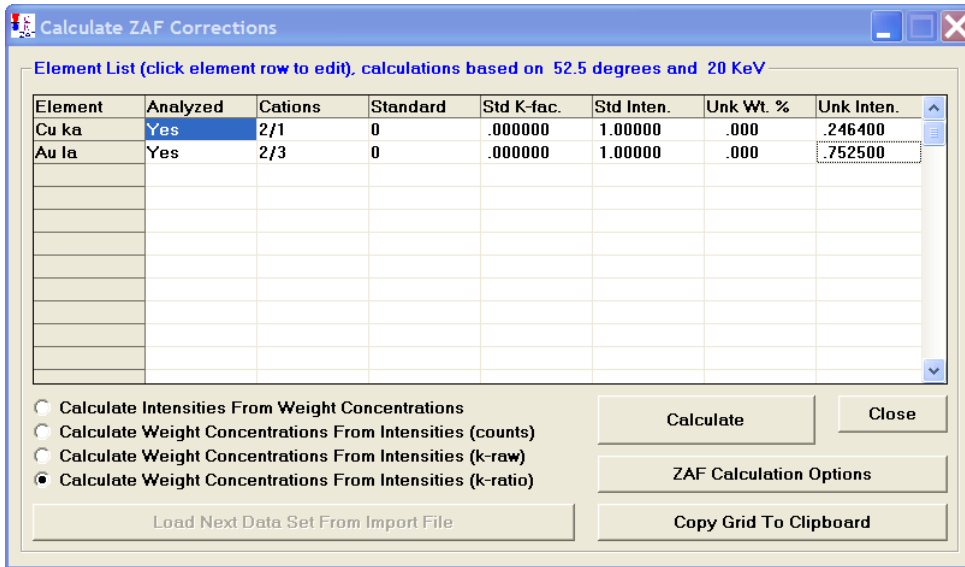 Calculate ZAF Corrections
Element List (click element row to edit), calculations based on 52.5 degrees and 20 KeV
Element Analyzed Cations Standard Std K-fac. Std Inten. Unk Wt. % Unk Inten.
Cu ka Yes 2/1 0 .000000 1.00000 .000 .246400
Au la Yes 2/3 0 .000000 1.00000 .000 .752500
Calculate Intensities From Weight Concentrations
Calculate Weight Concentrations From Intensities (counts)
Calculate Weight Concentrations From Intensities (k-raw)
Calculate Weight Concentrations From Intensities (k-ratio)
Calculate
Close
ZAF Calculation Options
Load Next Data Set From Import File
Copy Grid To Clipboard